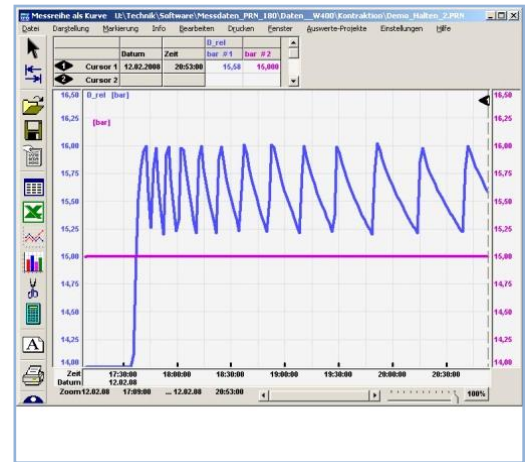 Messreihe als Kurve U:\Technik\Software\Messdaten_PRN_180\Daten__W400\Kontraktion\Demo_Halten_2.PRN
Datei Darstellung Markierung Info Bearbeiten Drucken Fenster Auswerte-Projekte Einstellungen Hilfe
D_rel
Datum Zeit bar #1 bar #2
1 Cursor 1 12.02.2008 20:53:00 15,50 15,000
2 Cursor 2
16,50 D_rel [bar] 16,50
16,25 [bar] 16,25
16,00 16,00
15,75 15,75
15,50 15,50
15,25 15,25
15,00 15,00
14,75 14,75
14,50 14,50
14,25 14,25
14,00 14,00
Zeit 17:30:00 18:00:00 18:30:00 19:00:00 19:30:00 20:00:00 20:30:00
Datum 12.02.08
Zoom 12.02.08 17:09:00 ... 12.02.08 20:53:00 100%